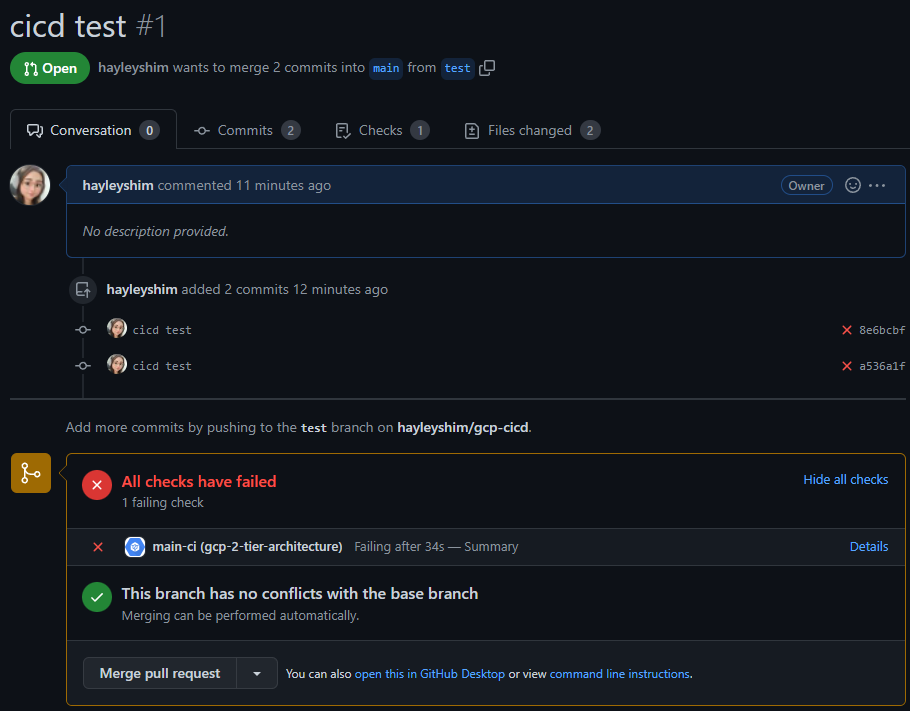 cicd test #1
Open hayleyshim wants to merge 2 commits into main from test
Conversation 0 Commits 2 Checks 1 Files changed 2
hayleyshim commented 11 minutes ago Owner
No description provided.
hayleyshim added 2 commits 12 minutes ago
cicd test 8e6bcbf
cicd test a536a1f
Add more commits by pushing to the test branch on hayleyshim/gcp-cicd.
All checks have failed Hide all checks
1 failing check
main-ci (gcp-2-tier-architecture) Failing after 34s — Summary Details
This branch has no conflicts with the base branch
Merging can be performed automatically.
Merge pull request You can also open this in GitHub Desktop or view command line instructions.